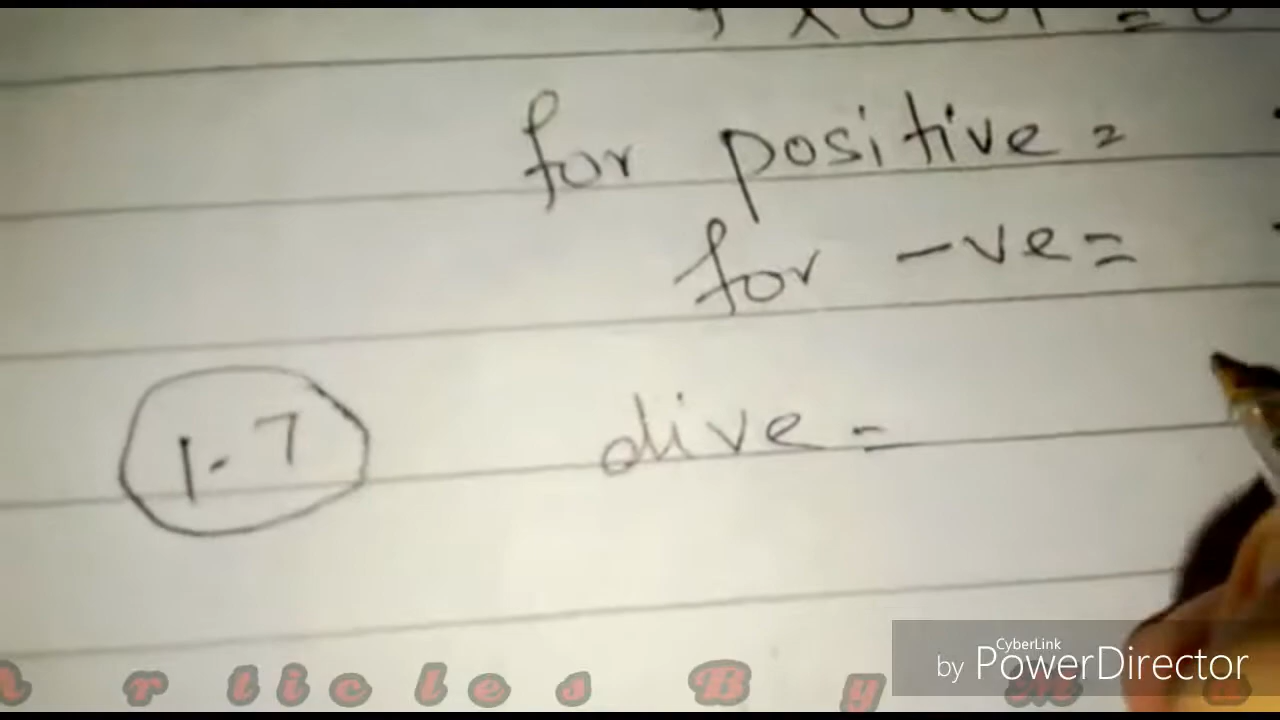 for positive =
for -ve =
1.7 dive =
CyberLink
by PowerDirector
r t i c l e s B y